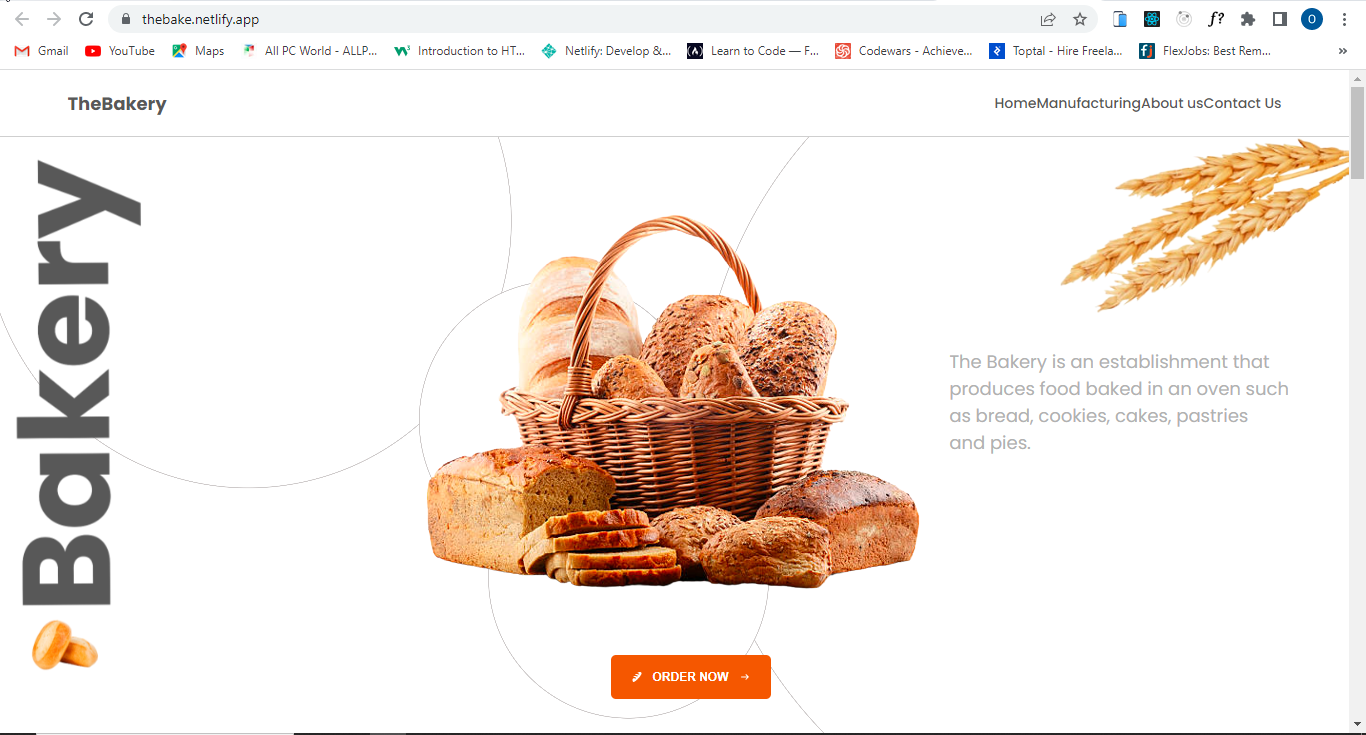 thebake.netlify.app
f?
O
Gmail
YouTube
Maps
All PC World - ALLP...
Introduction to HT...
Netlify: Develop &...
Learn to Code — F...
Codewars - Achieve...
Toptal - Hire Freela...
FlexJobs: Best Rem...
»
TheBakery
HomeManufacturingAbout usContact Us
Bakery
The Bakery is an establishment that
produces food baked in an oven such
as bread, cookies, cakes, pastries
and pies.
ORDER NOW →